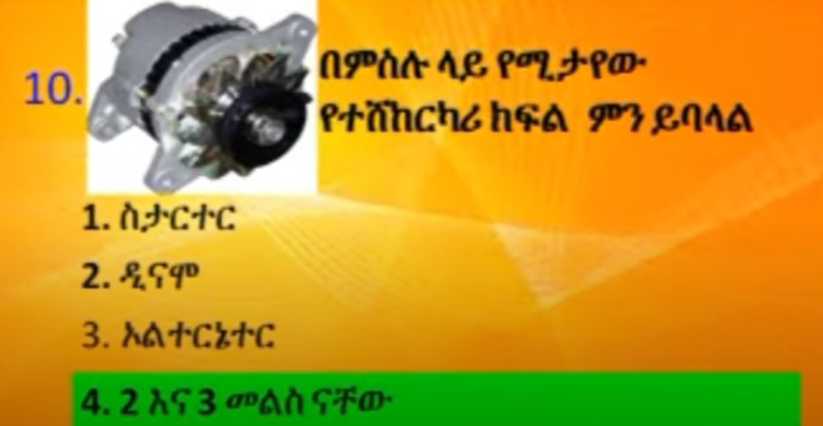 10. በምስሉ ላይ የሚታየው
የተሽከርካሪ ክፍል ምን ይባላል
1. ስታርተር
2. ዲናሞ
3. ኦልተርኔተር
4. 2 እና 3 መልስ ናቸው